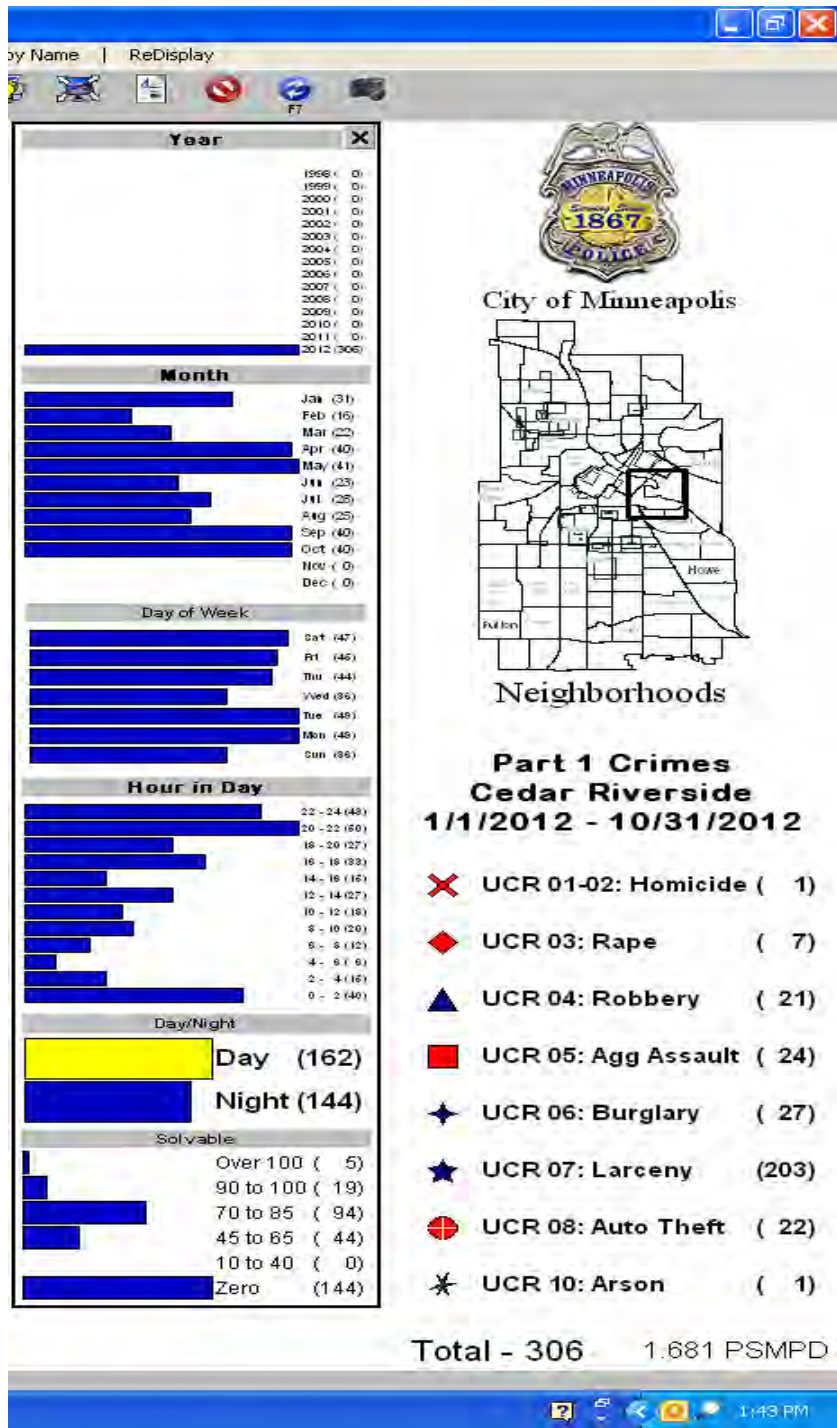 by Name | ReDisplay
F7
Year
1998 ( 0)
1999 ( 0)
2000 ( 0)
2001 ( 0)
2002 ( 0)
2003 ( 0)
2004 ( 0)
2005 ( 0)
2006 ( 0)
2007 ( 0)
2008 ( 0)
2009 ( 0)
2010 ( 0)
2011 ( 0)
2012 (306)
Month
Jan (31)
Feb (16)
Mar (22)
Apr (40)
May (41)
Jun (23)
Jul (28)
Aug (25)
Sep (40)
Oct (40)
Nov ( 0)
Dec ( 0)
Day of Week
Sat (47)
Fri (45)
Thu (44)
Wed (36)
Tue (49)
Mon (49)
Sun (36)
Hour in Day
22 - 24 (43)
20 - 22 (50)
18 - 20 (27)
16 - 18 (33)
14 - 16 (15)
12 - 14 (27)
10 - 12 (18)
8 - 10 (20)
6 - 8 (12)
4 - 6 ( 6)
2 - 4 (15)
0 - 2 (40)
Day/Night
Day (162)
Night (144)
Solvable
Over 100 ( 5)
90 to 100 ( 19)
70 to 85 ( 94)
45 to 65 ( 44)
10 to 40 ( 0)
Zero (144)
MINNEAPOLIS
1867
POLICE
City of Minneapolis
Howe
Fulton
Neighborhoods
Part 1 Crimes
Cedar Riverside
1/1/2012 - 10/31/2012
UCR 01-02: Homicide ( 1)
UCR 03: Rape ( 7)
UCR 04: Robbery ( 21)
UCR 05: Agg Assault ( 24)
UCR 06: Burglary ( 27)
UCR 07: Larceny (203)
UCR 08: Auto Theft ( 22)
UCR 10: Arson ( 1)
Total - 306 1.681 PSMPD
1:43 PM